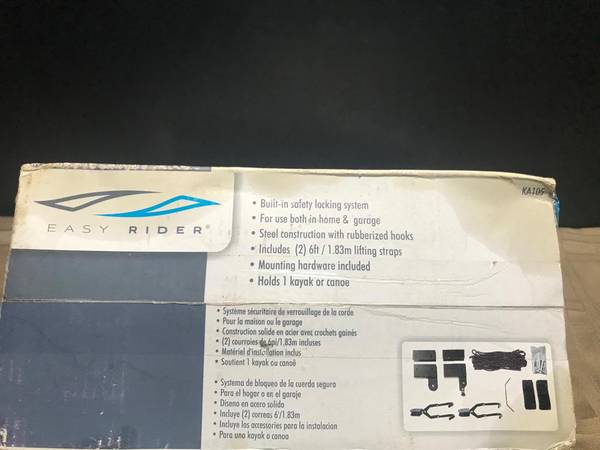 KA105
EASY RIDER®
• Built-in safety locking system
• For use both in home & garage
• Steel construction with rubberized hooks
• Includes (2) 6ft / 1.83m lifting straps
• Mounting hardware included
• Holds 1 kayak or canoe
• Système sécuritaire de verrouillage de la corde
• Pour la maison ou le garage
• Construction solide en acier avec crochets gainés
• (2) courroies de 6pi/1.83m incluses
• Matériel d'installation inclus
• Soutient 1 kayak ou canoë
• Systema de bloqueo de la cuerda segura
• Para el hogar o en el garaje
• Diseno en acero solido
• Incluye (2) correas 6'/1.83m
• Incluye los accessorios para la instalacion
• Para uno kayak o canoa